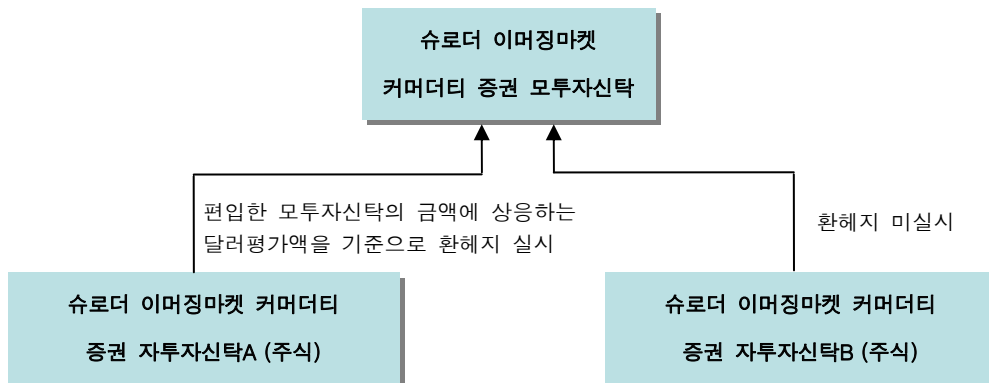 슈로더 이머징마켓
커머더티 증권 모투자신탁
편입한 모투자신탁의 금액에 상응하는
달러평가액을 기준으로 환헤지 실시
환헤지 미실시
슈로더 이머징마켓 커머더티
증권 자투자신탁A (주식)
슈로더 이머징마켓 커머더티
증권 자투자신탁B (주식)